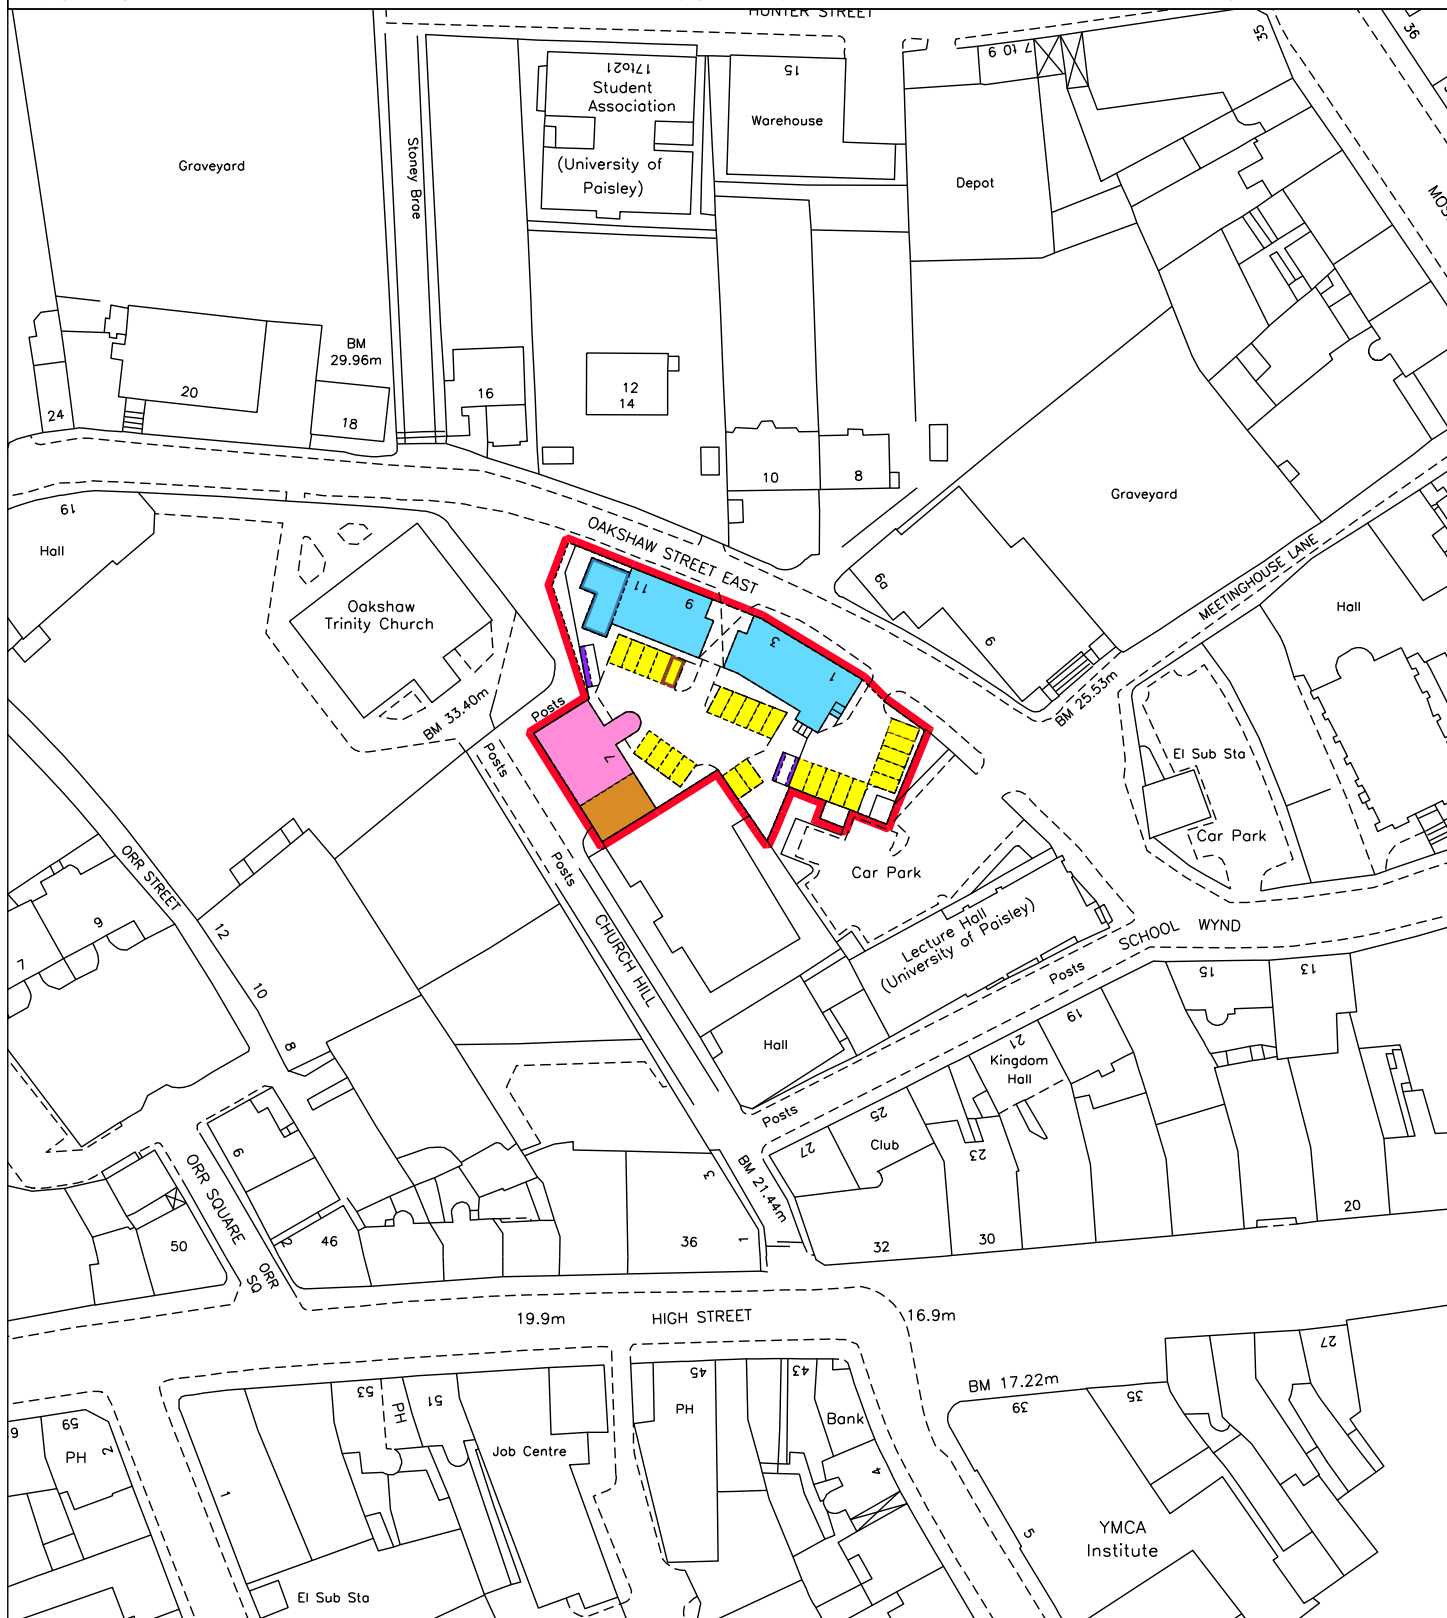 HUNTER STREET
35
36
17to21
Student
Association
(University of
Paisley)
15
Warehouse
7 to 9
Depot
Graveyard
Stoney Brae
BM
29.96m
20
18
24
16
12
14
10
8
Graveyard
19
Hall
OAKSHAW STREET EAST
Oakshaw
Trinity Church
11
9
3
1
6a
6
MEETINGHOUSE LANE
Hall
BM 33.40m
Posts
Posts
7
BM 25.53m
El Sub Sta
Car Park
ORR STREET
Posts
Car Park
CHURCH HILL
Lecture Hall
(University of Paisley)
SCHOOL WYND
Posts
9
7
12
10
8
15
13
19
21
Kingdom
Hall
Hall
Posts
25
Club
27
23
6
ORR SQUARE
BM 21.44m
3
1
50
2
46
36
32
30
20
ORR
SQ
19.9m
HIGH STREET
16.9m
27
BM 17.22m
39
35
53
PH
51
45
43
PH
Bank
4
59
PH
2
Job Centre
1
5
YMCA
Institute
El Sub Sta